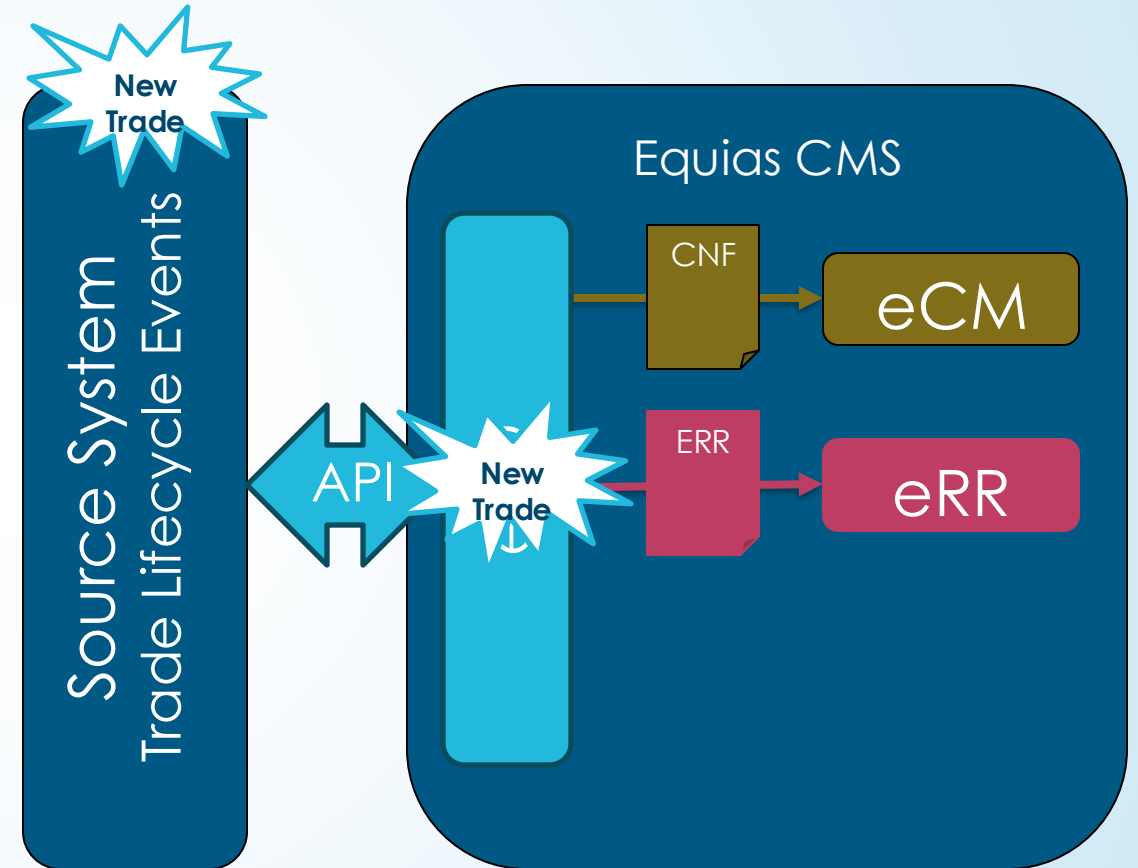 New
Trade
Source System
Trade Lifecycle Events
API
Equias CMS
New
Trade
CNF
eCM
ERR
eRR